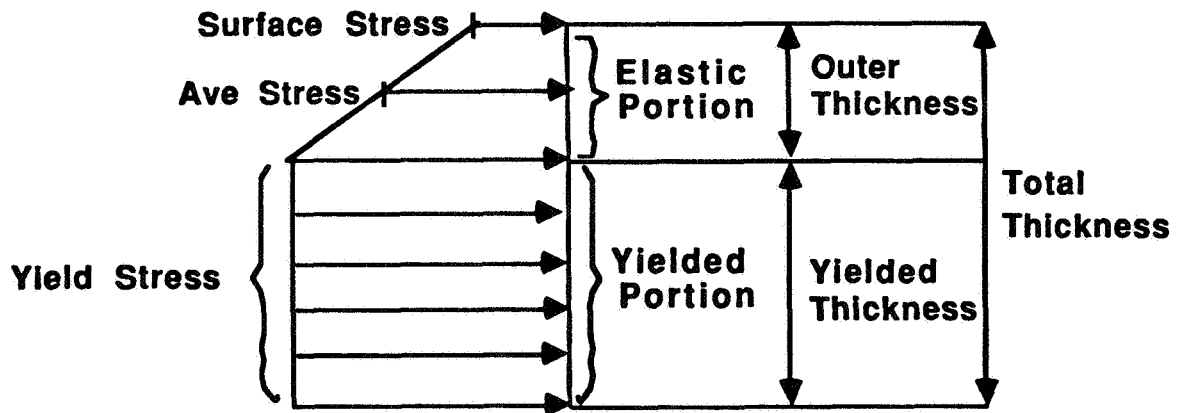 Surface Stress
Ave Stress
Elastic
Portion
Outer
Thickness
Total
Thickness
Yield Stress
Yielded
Portion
Yielded
Thickness